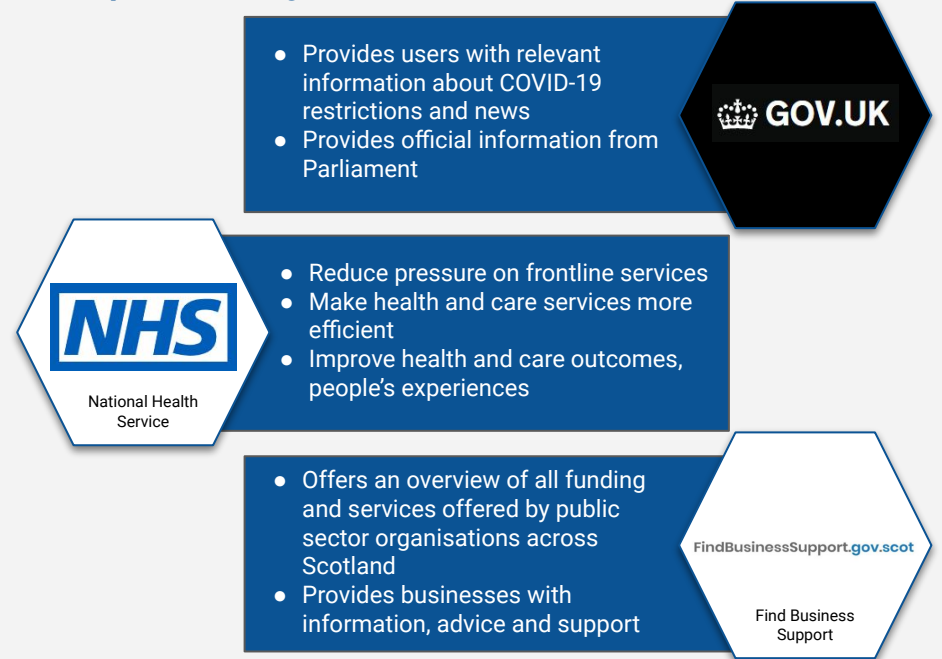 ● Provides users with relevant
information about COVID-19
restrictions and news
● Provides official information from
Parliament
GOV.UK
NHS
National Health
Service
● Reduce pressure on frontline services
● Make health and care services more
efficient
● Improve health and care outcomes,
people’s experiences
● Offers an overview of all funding
and services offered by public
sector organisations across
Scotland
● Provides businesses with
information, advice and support
FindBusinessSupport.gov.scot
Find Business
Support